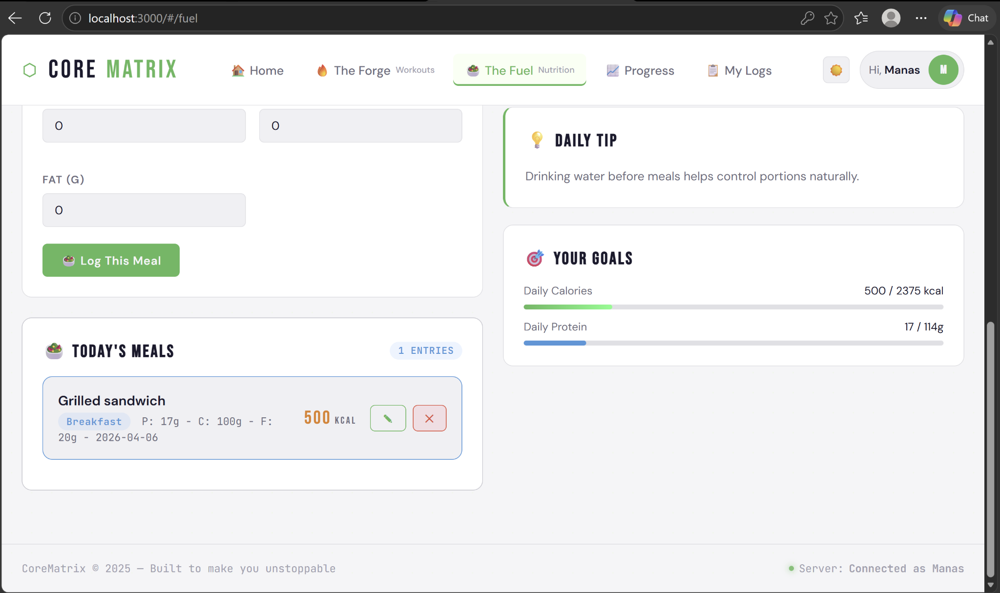 localhost:3000/#/fuel
Chat
CORE MATRIX
Home
The Forge Workouts
The Fuel Nutrition
Progress
My Logs
Hi, Manas
M
0
0
FAT (G)
0
Log This Meal
TODAY'S MEALS
1 ENTRIES
Grilled sandwich
Breakfast P: 17g - C: 100g - F:
20g - 2026-04-06
500 KCAL
DAILY TIP
Drinking water before meals helps control portions naturally.
YOUR GOALS
Daily Calories 500 / 2375 kcal
Daily Protein 17 / 114g
CoreMatrix © 2025 — Built to make you unstoppable
Server: Connected as Manas